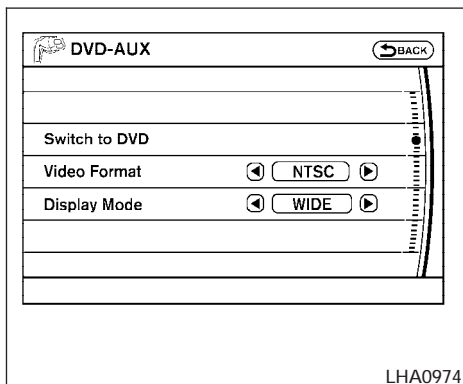 DVD-AUX BACK
Switch to DVD
Video Format NTSC
Display Mode WIDE
LHA0974